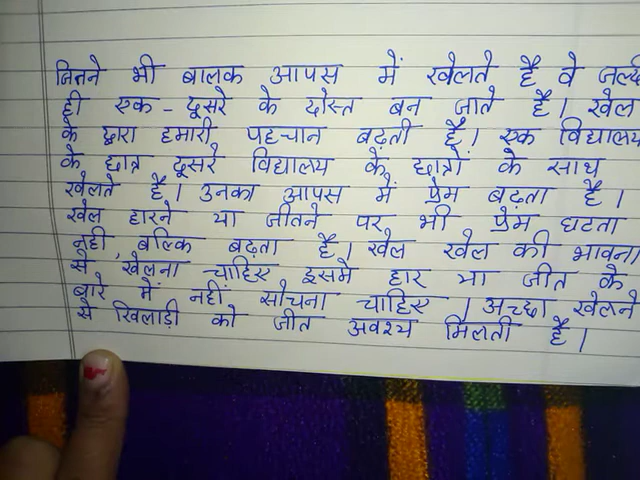 जितने भी बालक आपस में खेलते है वे जल्द
ही एक - दूसरे के दोस्त बन जाते है। खेल
के द्वारा हमारी पहचान बढ़ती है। एक विद्यालय
के छात्र दूसरे विद्यालय के छात्रों के साथ
खेलते है। उनका आपस में प्रेम बढ़ता है।
खेल हारने या जीतने पर भी प्रेम घटता
नही, बल्कि बढ़ता है। खेल खेल की भावना
से खेलना चाहिए इसमे हार या जीत के
बारे में नहीं सोचना चाहिए। अच्छा खेलने
से खिलाड़ी को जीत अवश्य मिलती है।